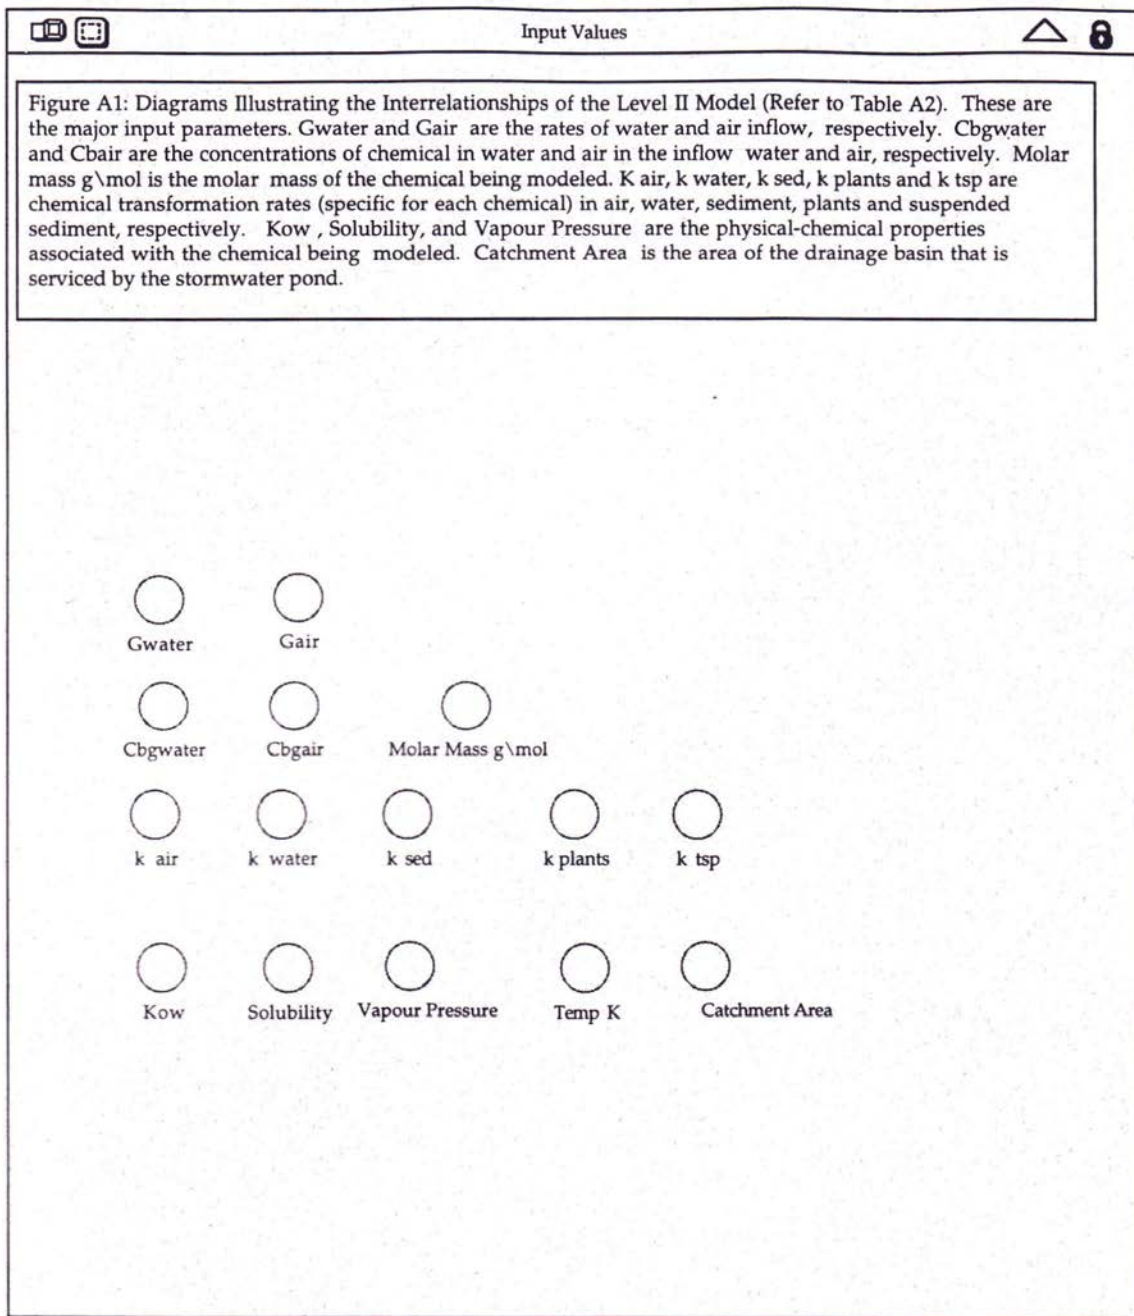 Input Values
Figure A1: Diagrams Illustrating the Interrelationships of the Level II Model (Refer to Table A2). These are
the major input parameters. Gwater and Gair are the rates of water and air inflow, respectively. Cbgwater
and Cbair are the concentrations of chemical in water and air in the inflow water and air, respectively. Molar
mass g\mol is the molar mass of the chemical being modeled. K air, k water, k sed, k plants and k tsp are
chemical transformation rates (specific for each chemical) in air, water, sediment, plants and suspended
sediment, respectively. Kow , Solubility, and Vapour Pressure are the physical-chemical properties
associated with the chemical being modeled. Catchment Area is the area of the drainage basin that is
serviced by the stormwater pond.
Gwater Gair
Cbgwater Cbgair Molar Mass g\mol
k air k water k sed k plants k tsp
Kow Solubility Vapour Pressure Temp K Catchment Area